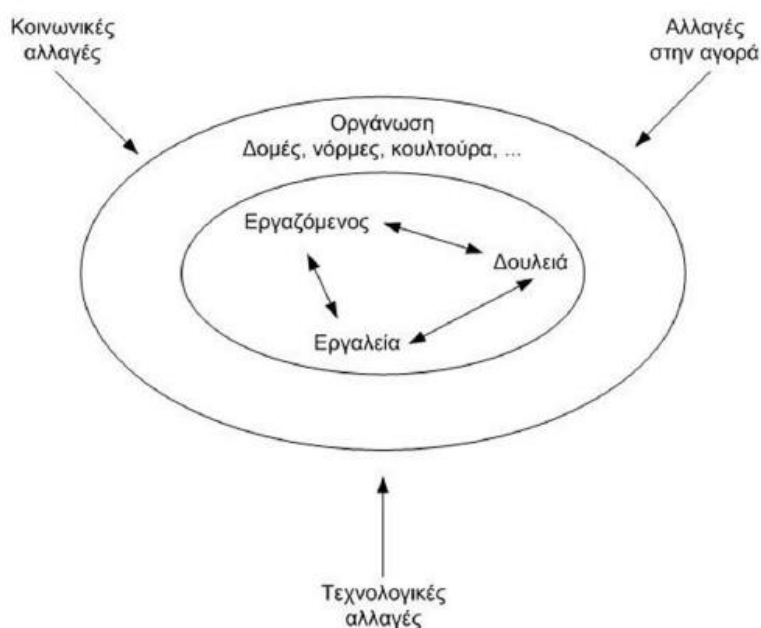 Κοινωνικές
αλλαγές
Αλλαγές
στην αγορά
Οργάνωση
Δομές, νόρμες, κουλτούρα, ...
Εργαζόμενος
Δουλειά
Εργαλεία
Τεχνολογικές
αλλαγές